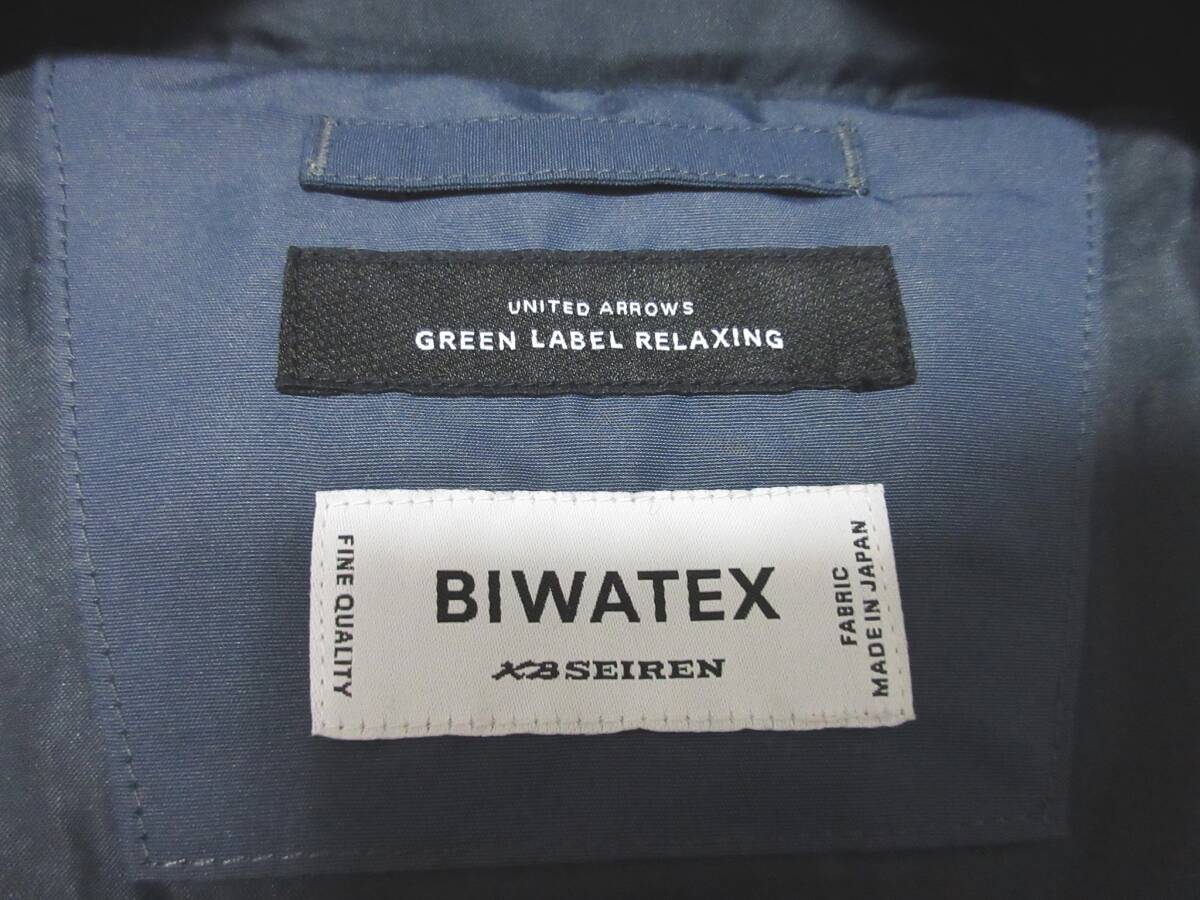 UNITED ARROWS
GREEN LABEL RELAXING
FINE QUALITY
BIWATEX
SEIREN
FABRIC
MADE IN JAPAN